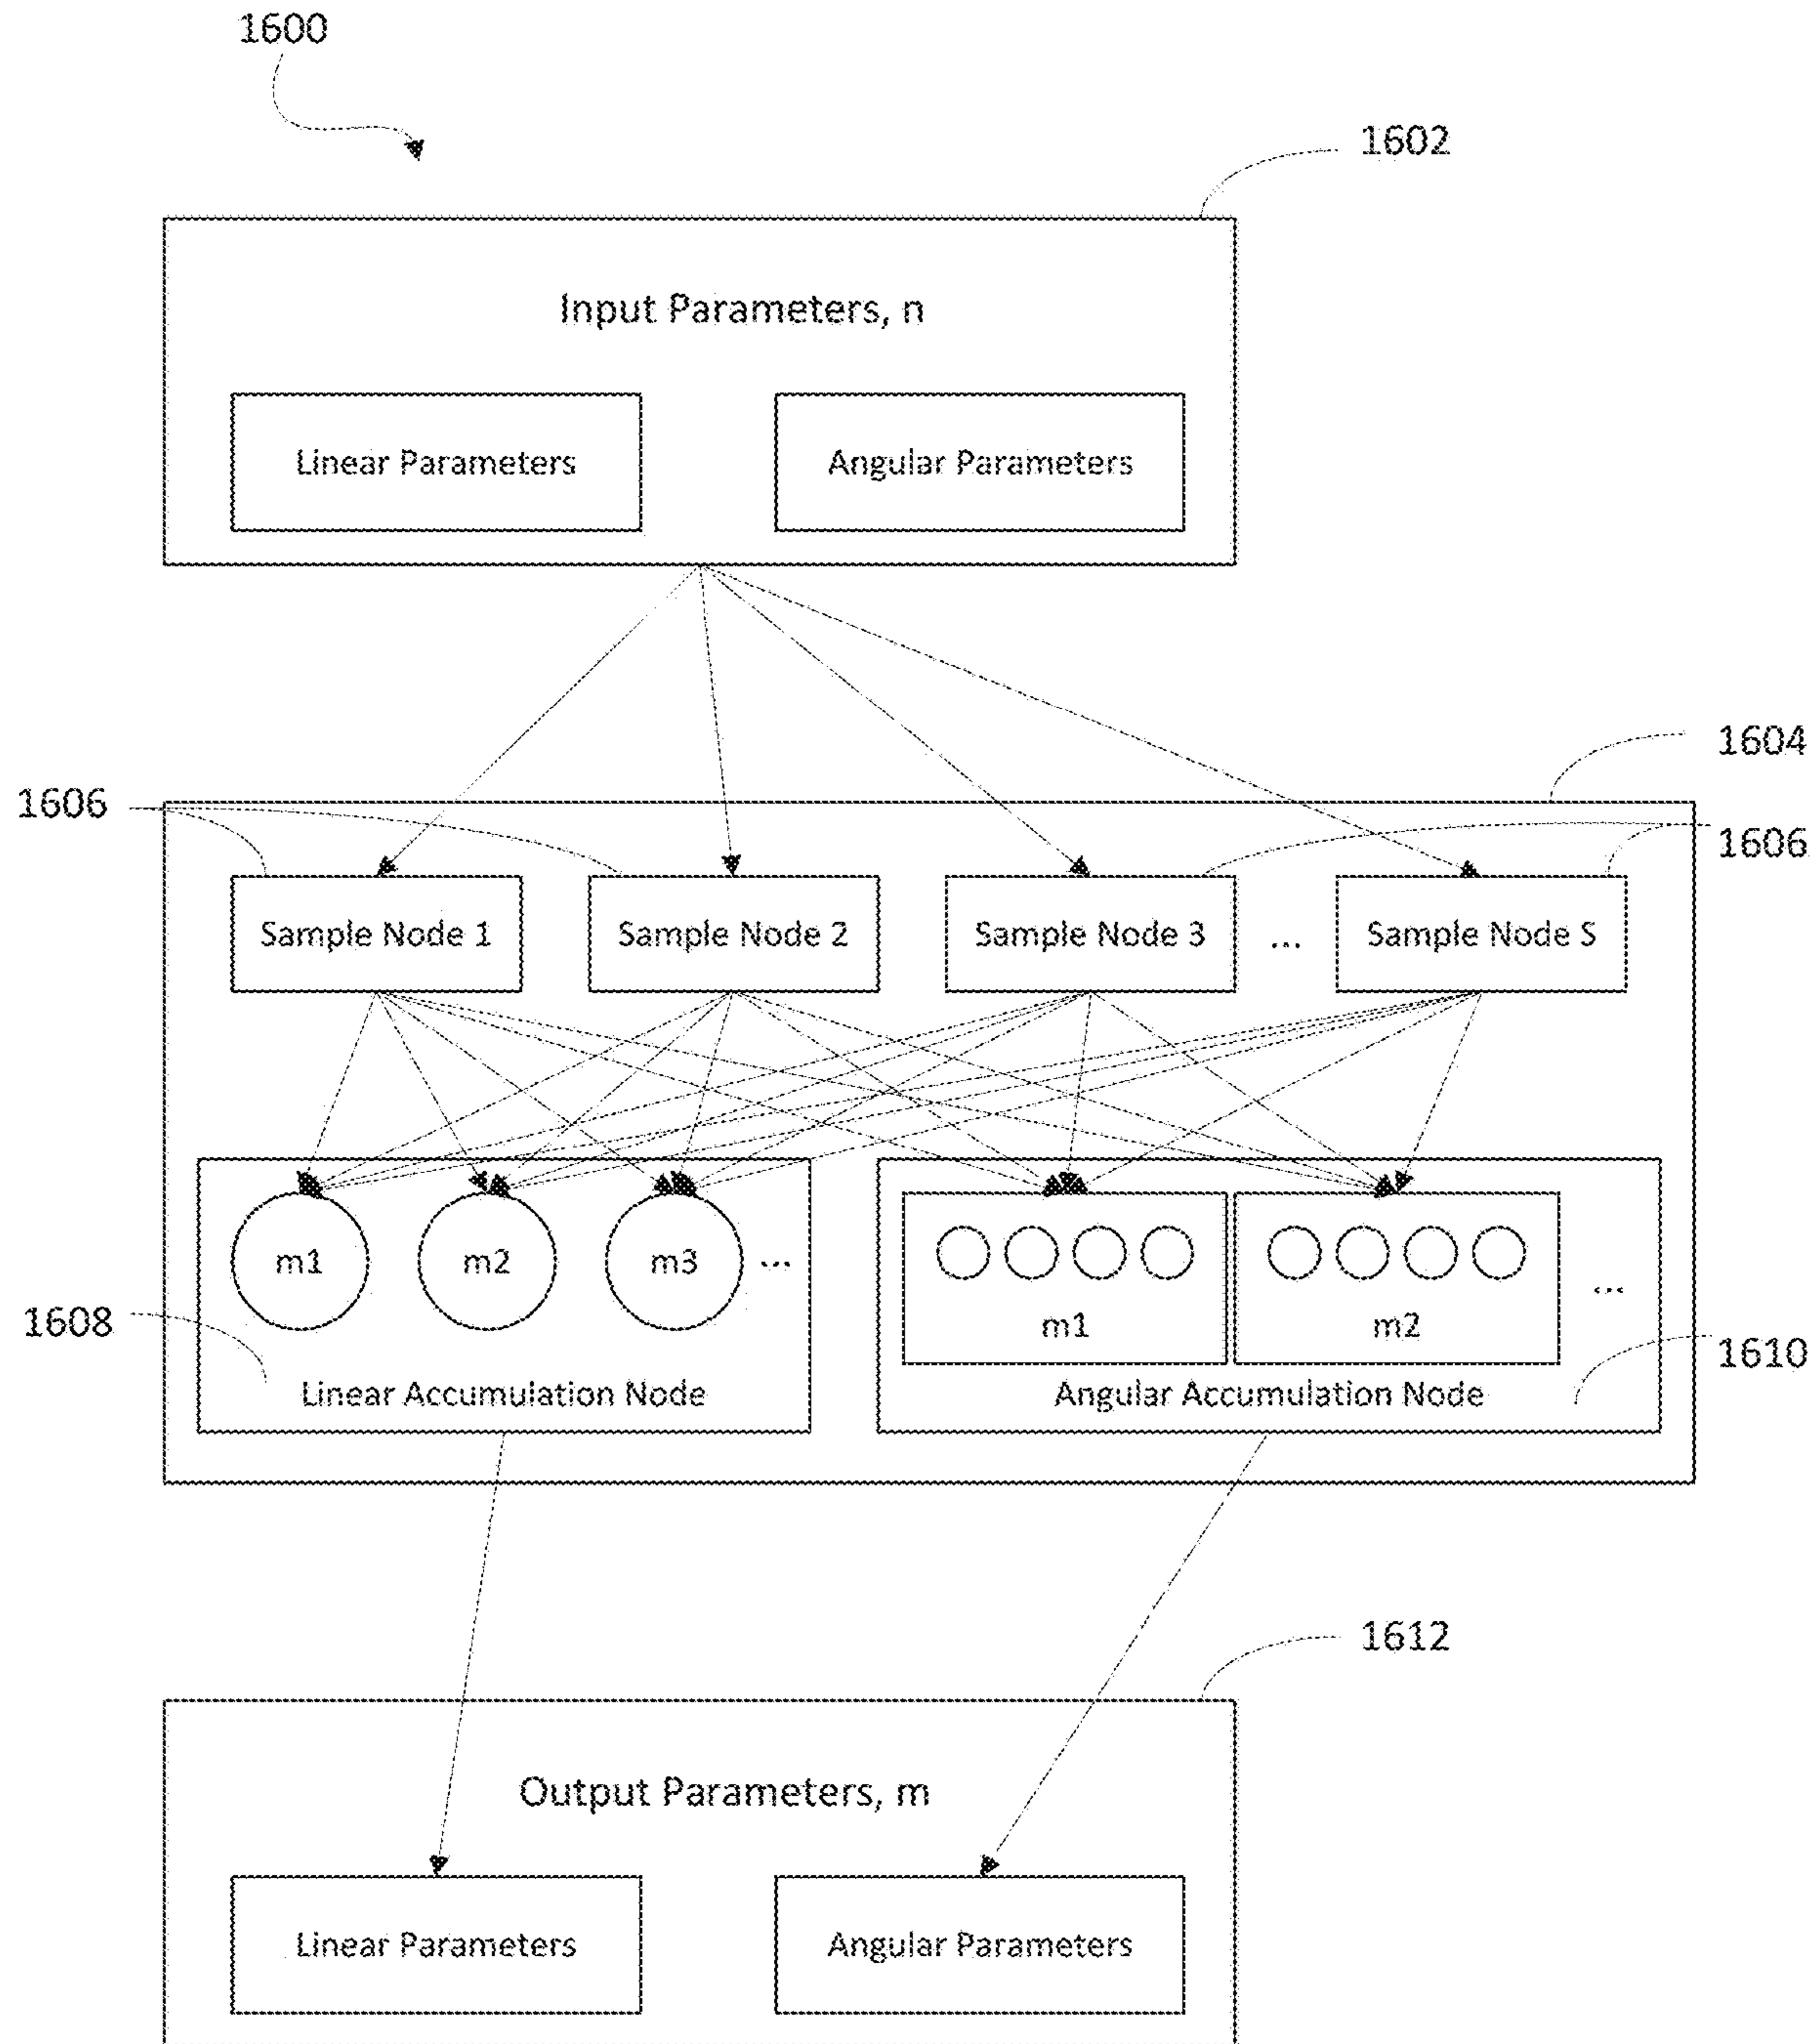 1600
1602
Input Parameters, n
Linear Parameters
Angular Parameters
1604
1606
1606
Sample Node 1
Sample Node 2
Sample Node 3
...
Sample Node S
m1
m2
m3
...
m1
m2
...
1608
1610
Linear Accumulation Node
Angular Accumulation Node
1612
Output Parameters, m
Linear Parameters
Angular Parameters